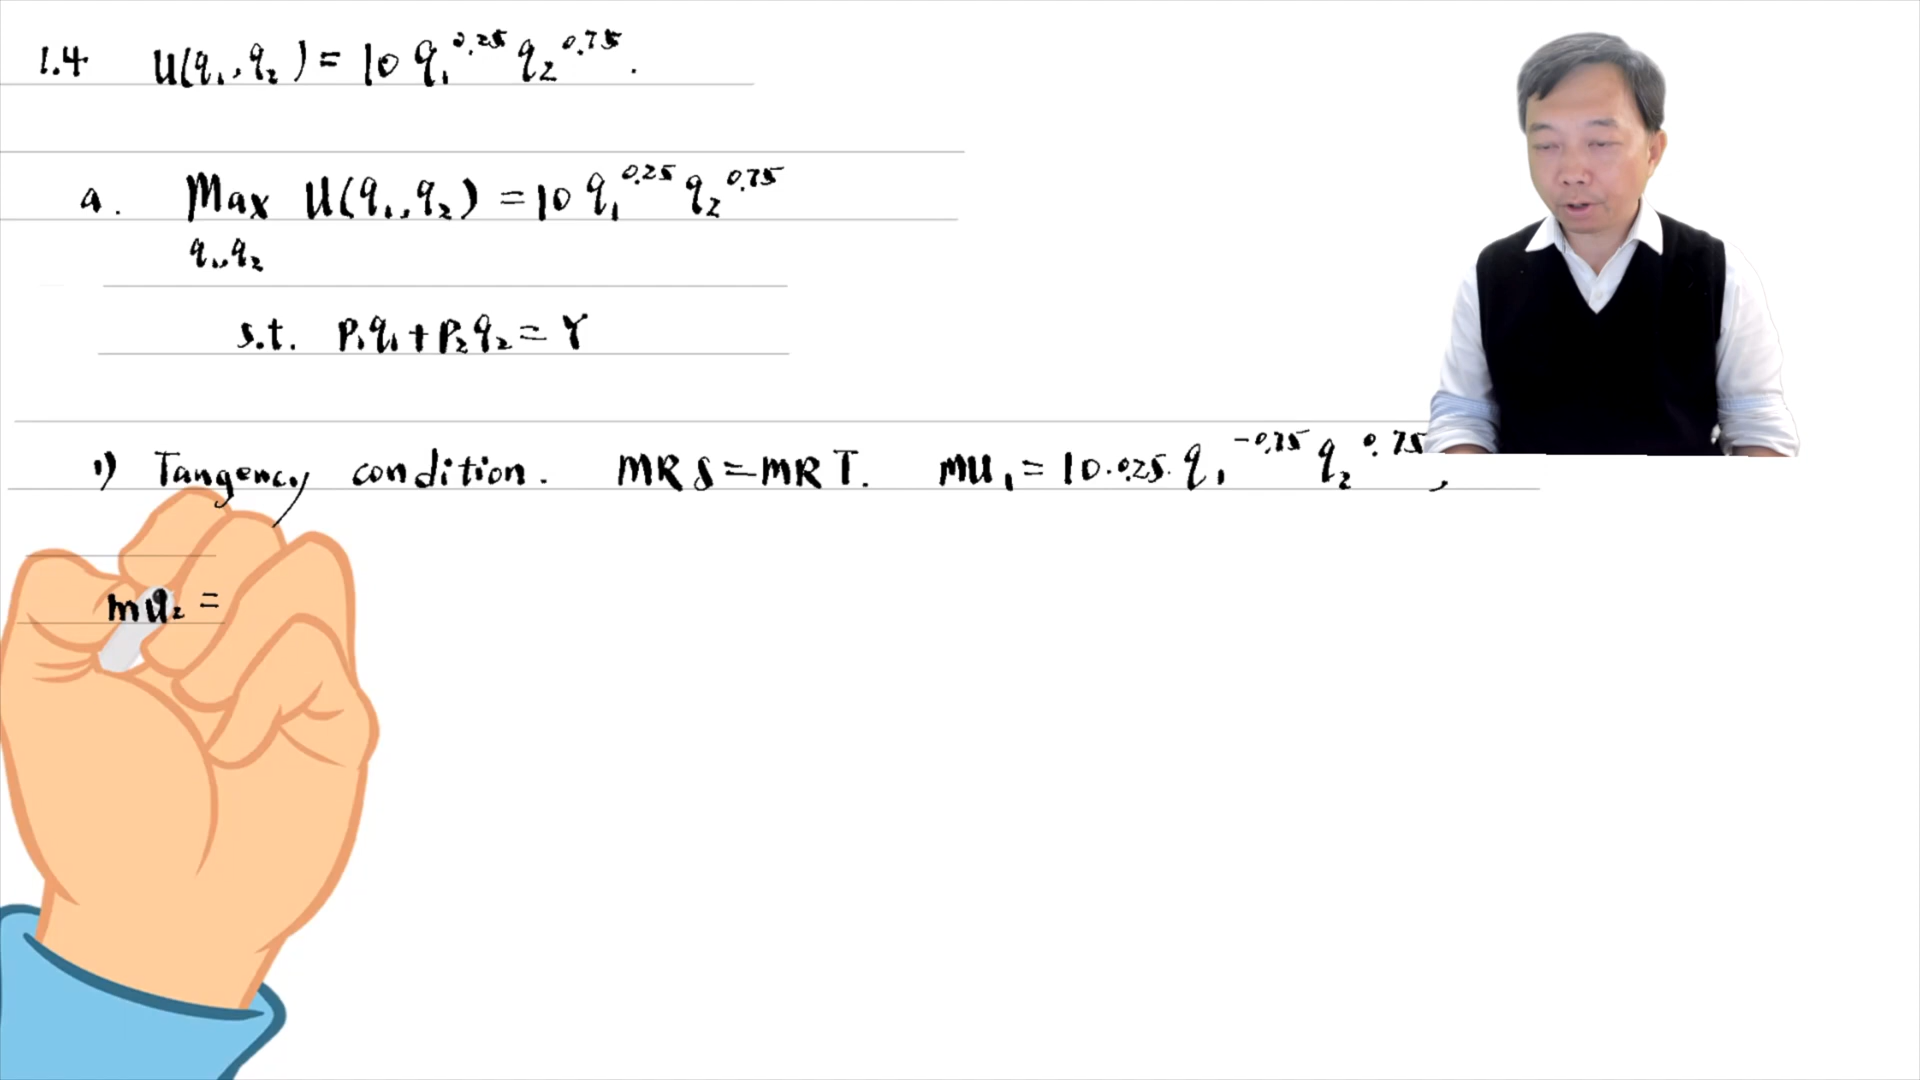 1.4 U(q₁,q₂) = 10 q₁^0.25 q₂^0.75.
a. Max U(q₁,q₂) = 10 q₁^0.25 q₂^0.75
q₁,q₂
s.t. P₁q₁ + P₂q₂ = Y
1) Tangency condition. MRS = MRT. MU₁ = 10·0.25·q₁^-0.75 q₂^0.75,
MU₂ =